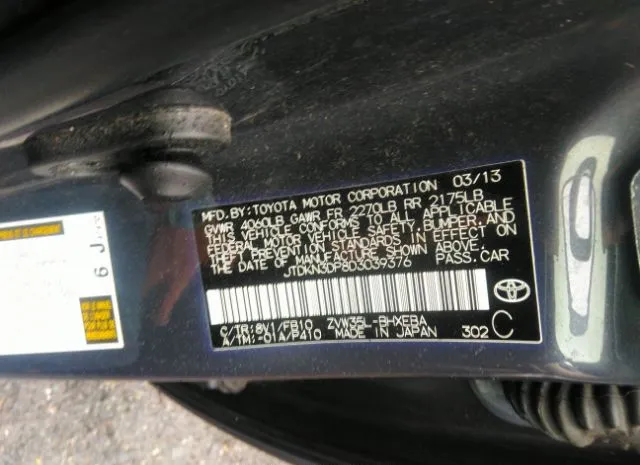 MFD. BY: TOYOTA MOTOR CORPORATION 03/13
GVWR 4060LB GAWR FR 2270LB RR 2175LB
THIS VEHICLE CONFORMS TO ALL APPLICABLE
FEDERAL MOTOR VEHICLE SAFETY, BUMPER, AND
THEFT PREVENTION STANDARDS IN EFFECT ON
THE DATE OF MANUFACTURE SHOWN ABOVE.
JTDKN3DP8D3039376 PASS. CAR
C/TR: 8V1/FB10 ZVW35L-BHXEBA
A/TM: -01A/P410 MADE IN JAPAN 302 C